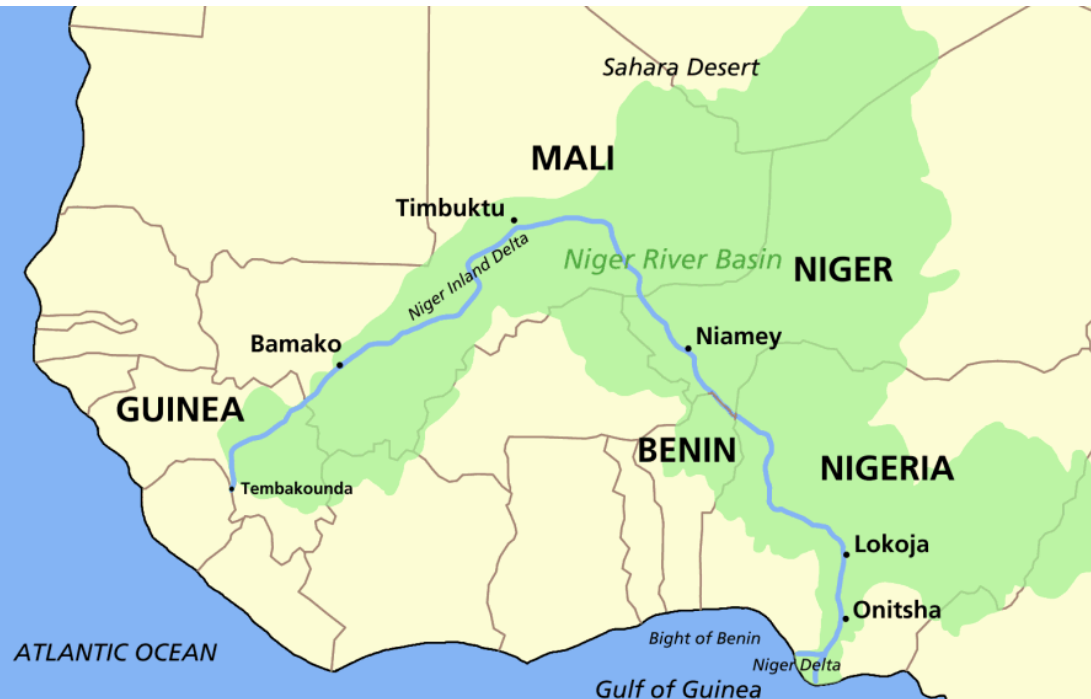 Sahara Desert
MALI
Timbuktu
Niger Inland Delta
Niger River Basin
NIGER
Bamako
Niamey
GUINEA
BENIN
NIGERIA
Tembakounda
Lokoja
Onitsha
Bight of Benin
ATLANTIC OCEAN
Niger Delta
Gulf of Guinea